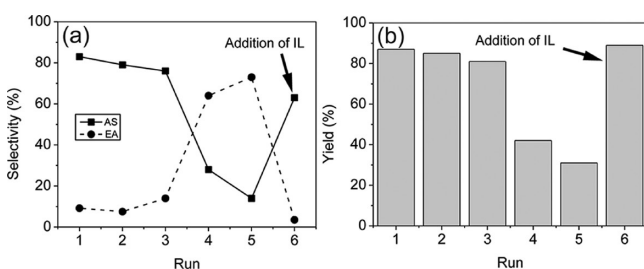 (a)
Addition of IL
Selectivity (%)
100
80
60
40
20
0
AS
EA
1 2 3 4 5 6
Run
(b)
Addition of IL
Yield (%)
100
80
60
40
20
0
1 2 3 4 5 6
Run